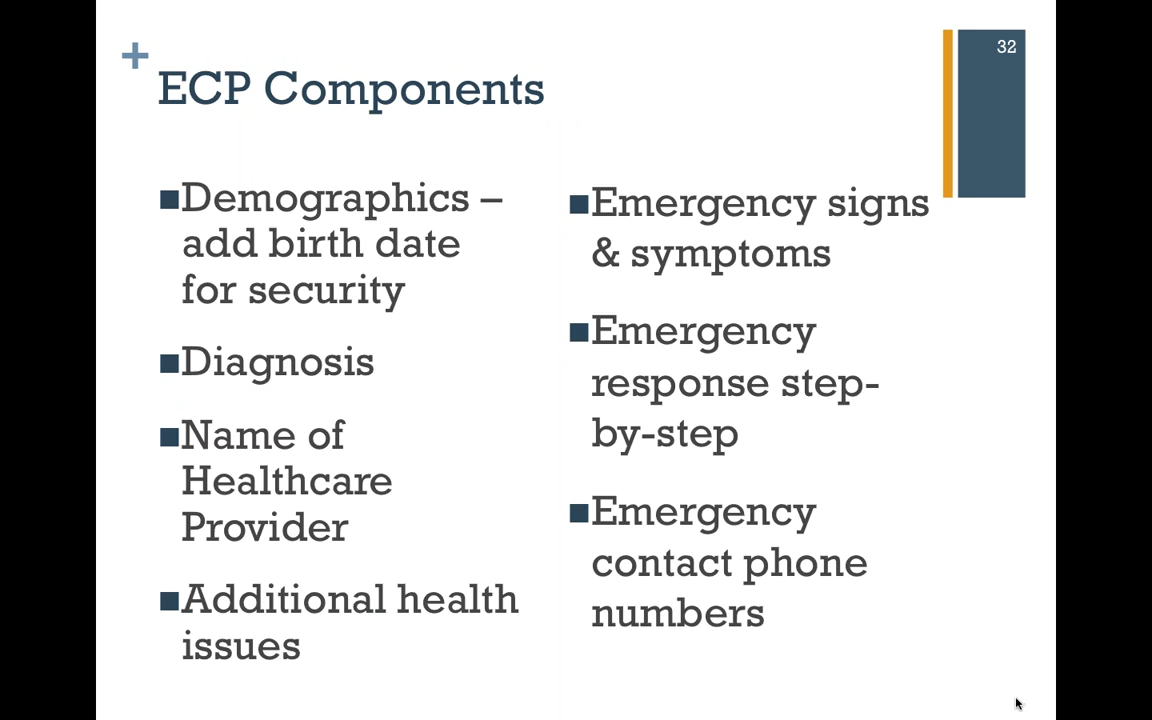 +
ECP Components
32
■Demographics –
add birth date
for security
■Diagnosis
■Name of
Healthcare
Provider
■Additional health
issues
■Emergency signs
& symptoms
■Emergency
response step-
by-step
■Emergency
contact phone
numbers